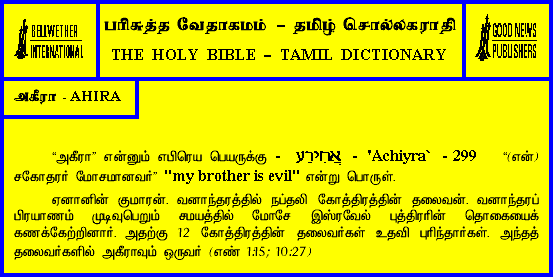 BELLWETHER
INTERNATIONAL
பரிசுத்த வேதாகமம் – தமிழ் சொல்லகராதி
THE HOLY BIBLE – TAMIL DICTIONARY
GOOD NEWS
PUBLISHERS
அகீரா - AHIRA
“அகீரா” என்னும் எபிரெய பெயருக்கு - אֲחִירַע - 'Achiyra` - 299 “(என்)
சகோதரர் மோசமானவர்” "my brother is evil" என்று பொருள்.
ஏனானின் குமாரன். வனாந்தரத்தில் நப்தலி கோத்திரத்தின் தலைவன். வனாந்தரப்
பிரயாணம் முடிவுபெறும் சமயத்தில் மோசே இஸ்ரவேல் புத்திரரின் தொகையைக்
கணக்கேற்றினார். அதற்கு 12 கோத்திரத்தின் தலைவர்கள் உதவி புரிந்தார்கள். அந்தத்
தலைவர்களில் அகீராவும் ஒருவர் (எண் 1:15; 10:27)